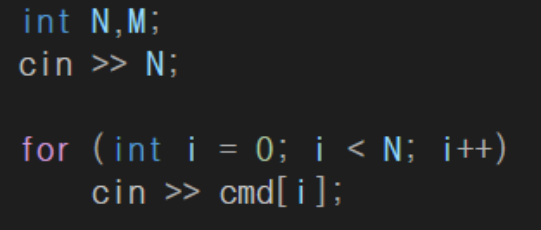 int N,M;
cin >> N;
for (int i = 0; i < N; i++)
cin >> cmd[i];